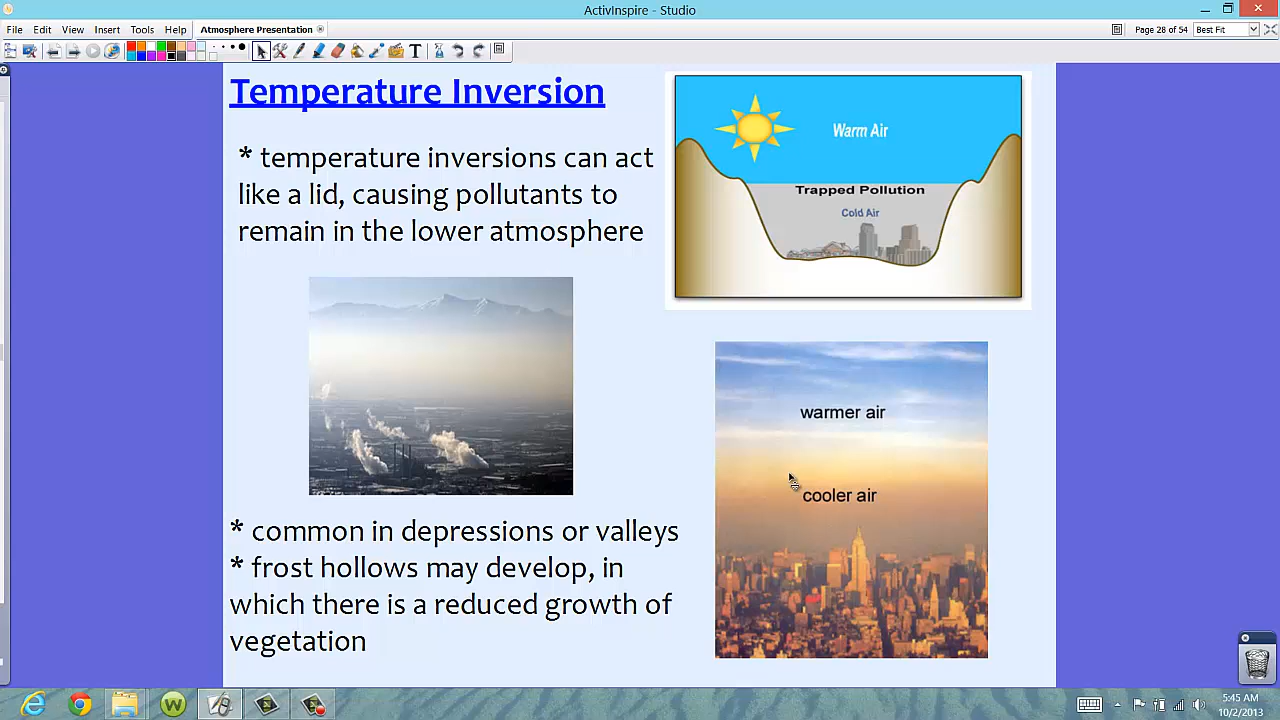 ActivInspire - Studio
File Edit View Insert Tools Help Atmosphere Presentation Page 28 of 54 Best Fit
Temperature Inversion
* temperature inversions can act
like a lid, causing pollutants to
remain in the lower atmosphere
Warm Air
Trapped Pollution
Cold Air
warmer air
cooler air
* common in depressions or valleys
* frost hollows may develop, in
which there is a reduced growth of
vegetation
5:45 AM
10/2/2013